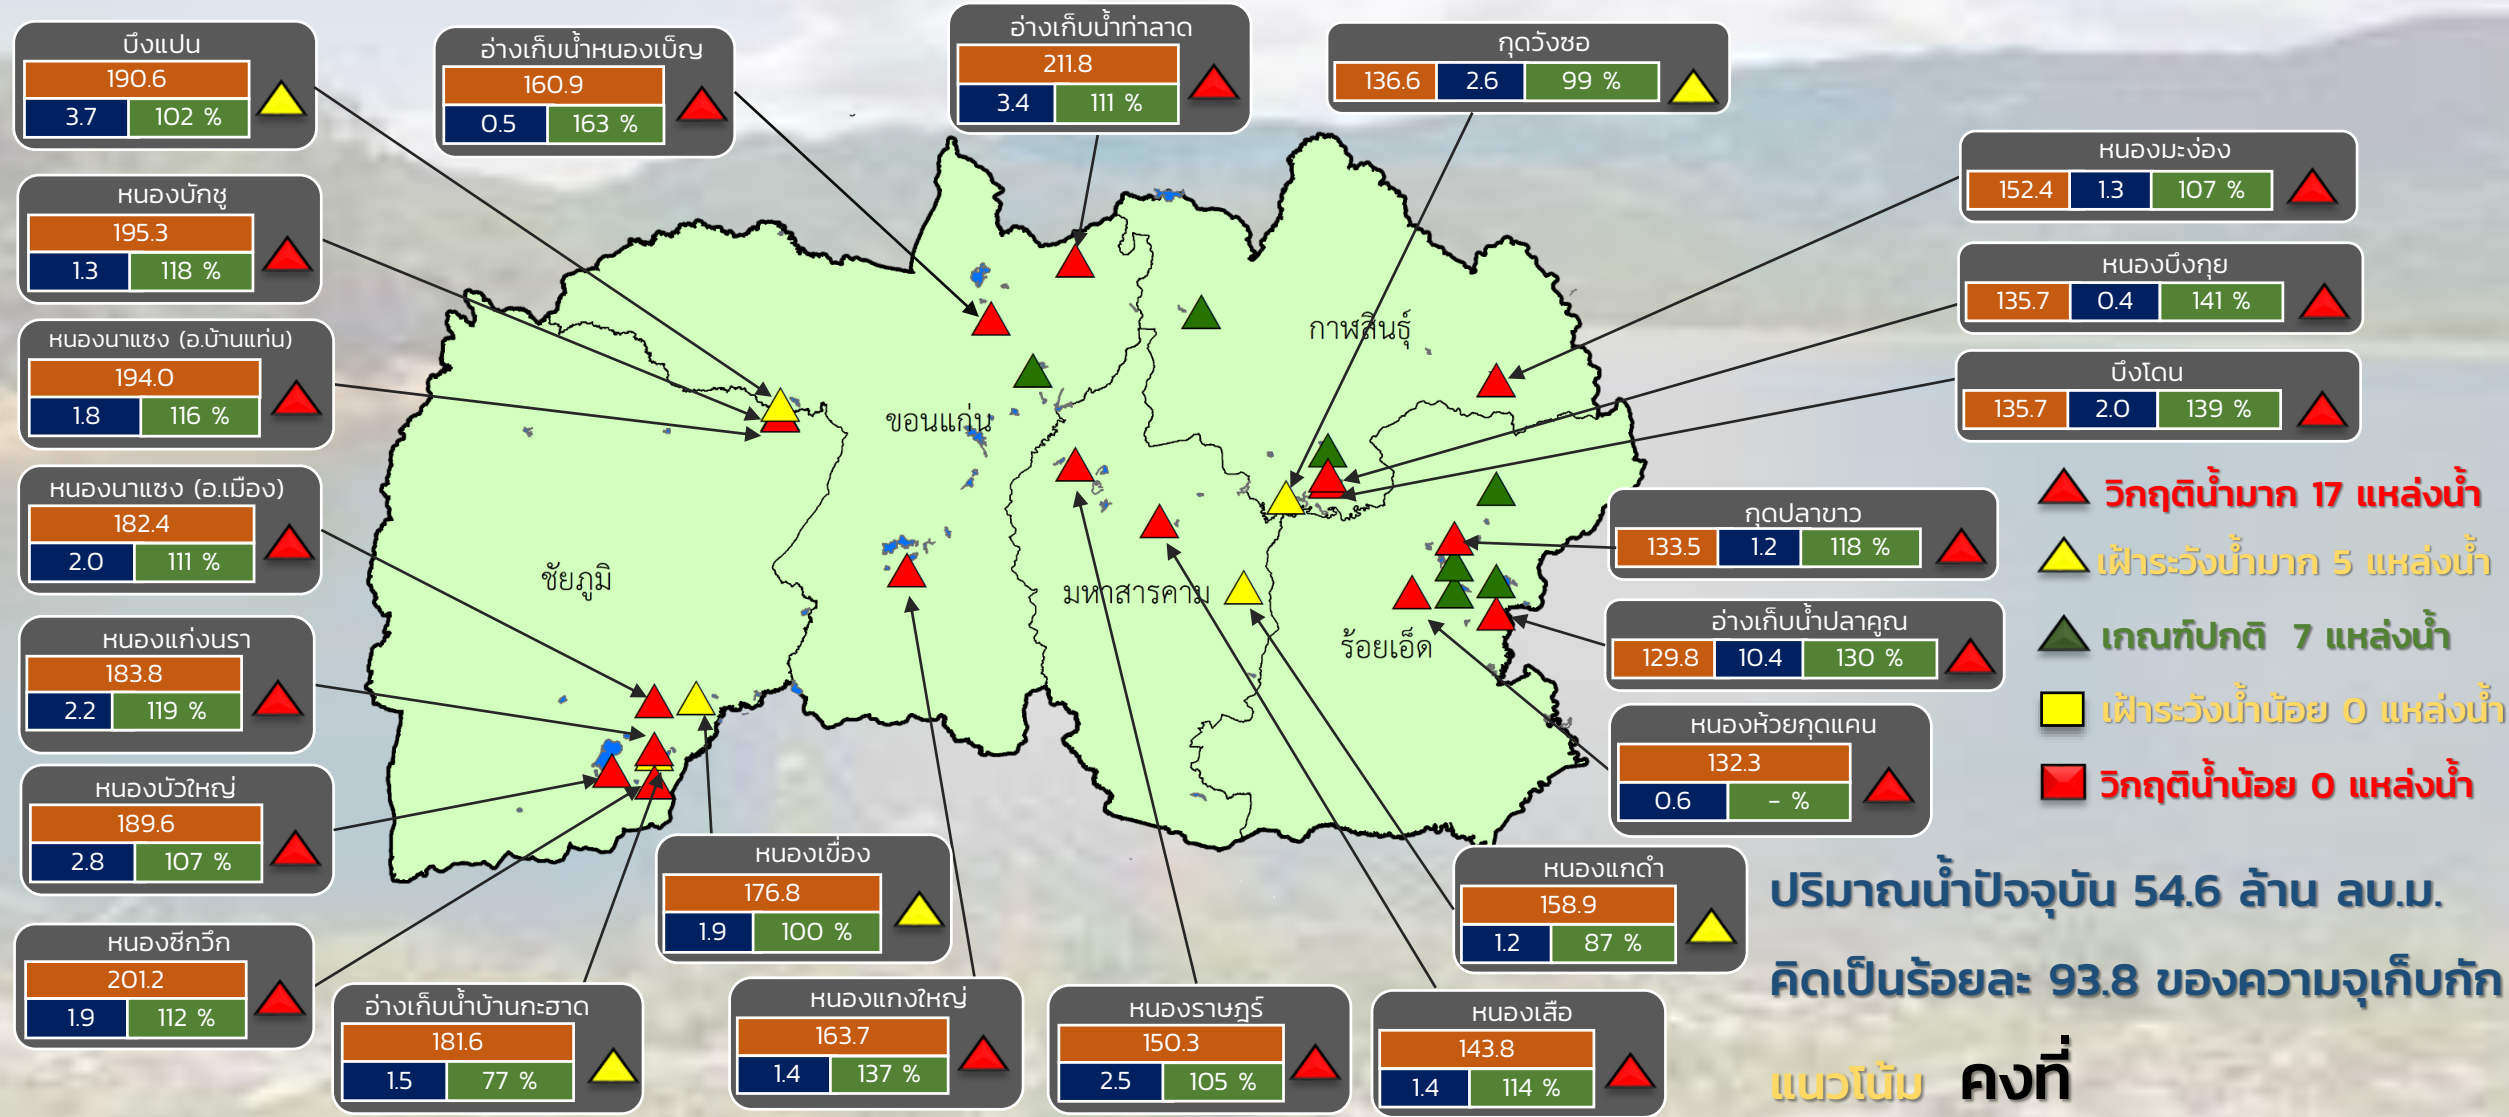 บึงแปน
190.6
3.7 102 %
อ่างเก็บน้ำหนองเบ็ญ
160.9
0.5 163 %
อ่างเก็บน้ำท่าลาด
211.8
3.4 111 %
กุดวังซอ
136.6 2.6 99 %
หนองมะง่อง
152.4 1.3 107 %
หนองบักชู
195.3
1.3 118 %
หนองบึงกุย
135.7 0.4 141 %
หนองนาแซง (อ.บ้านแท่น)
194.0
1.8 116 %
บึงโดน
135.7 2.0 139 %
หนองนาแซง (อ.เมือง)
182.4
2.0 111 %
กุดปลาขาว
133.5 1.2 118 %
หนองแก่งนรา
183.8
2.2 119 %
อ่างเก็บน้ำปลาคูณ
129.8 10.4 130 %
หนองห้วยกุดแคน
132.3
0.6 - %
หนองบัวใหญ่
189.6
2.8 107 %
หนองเขื่อง
176.8
1.9 100 %
หนองแกดำ
158.9
1.2 87 %
หนองซีกวึก
201.2
1.9 112 %
อ่างเก็บน้ำบ้านกะฮาด
181.6
1.5 77 %
หนองแกงใหญ่
163.7
1.4 137 %
หนองราษฎร์
150.3
2.5 105 %
หนองเสือ
143.8
1.4 114 %
กาฬสินธุ์
ขอนแก่น
ชัยภูมิ
มหาสารคาม
ร้อยเอ็ด
วิกฤติน้ำมาก 17 แหล่งน้ำ
เฝ้าระวังน้ำมาก 5 แหล่งน้ำ
เกณฑ์ปกติ 7 แหล่งน้ำ
เฝ้าระวังน้ำน้อย 0 แหล่งน้ำ
วิกฤติน้ำน้อย 0 แหล่งน้ำ
ปริมาณน้ำปัจจุบัน 54.6 ล้าน ลบ.ม.
คิดเป็นร้อยละ 93.8 ของความจุเก็บกัก
แนวโน้ม คงที่